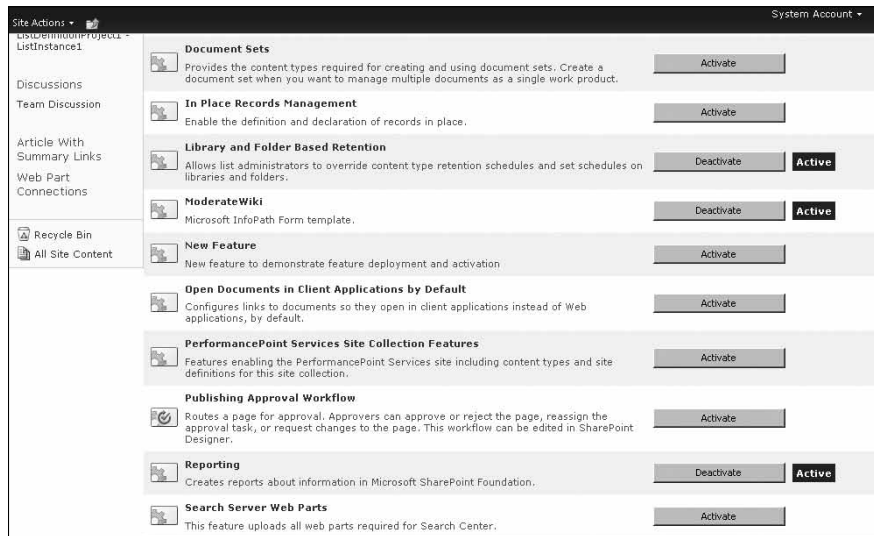 System Account
Site Actions
ListDefinitionProject1 -
ListInstance1
Discussions
Team Discussion
Article With
Summary Links
Web Part
Connections
Recycle Bin
All Site Content
Document Sets
Provides the content types required for creating and using document sets. Create a
document set when you want to manage multiple documents as a single work product.
Activate
In Place Records Management
Enable the definition and declaration of records in place.
Activate
Library and Folder Based Retention
Allows list administrators to override content type retention schedules and set schedules on
libraries and folders.
Deactivate Active
ModerateWiki
Microsoft InfoPath Form template.
Deactivate Active
New Feature
New feature to demonstrate feature deployment and activation
Activate
Open Documents in Client Applications by Default
Configures links to documents so they open in client applications instead of Web
applications, by default.
Activate
PerformancePoint Services Site Collection Features
Features enabling the PerformancePoint Services site including content types and site
definitions for this site collection.
Activate
Publishing Approval Workflow
Routes a page for approval. Approvers can approve or reject the page, reassign the
approval task, or request changes to the page. This workflow can be edited in SharePoint
Designer.
Activate
Reporting
Creates reports about information in Microsoft SharePoint Foundation.
Deactivate Active
Search Server Web Parts
This feature uploads all web parts required for Search Center.
Activate